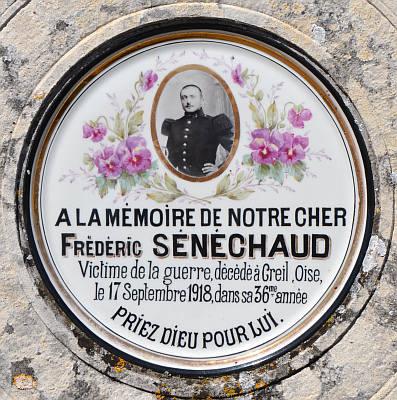 A LA MÉMOIRE DE NOTRE CHER
FRÉDÉRIC SÉNÉCHAUD
Victime de la guerre, décédé à Creil, Oise,
le 17 Septembre 1918, dans sa 36me année
PRIEZ DIEU POUR LUI.